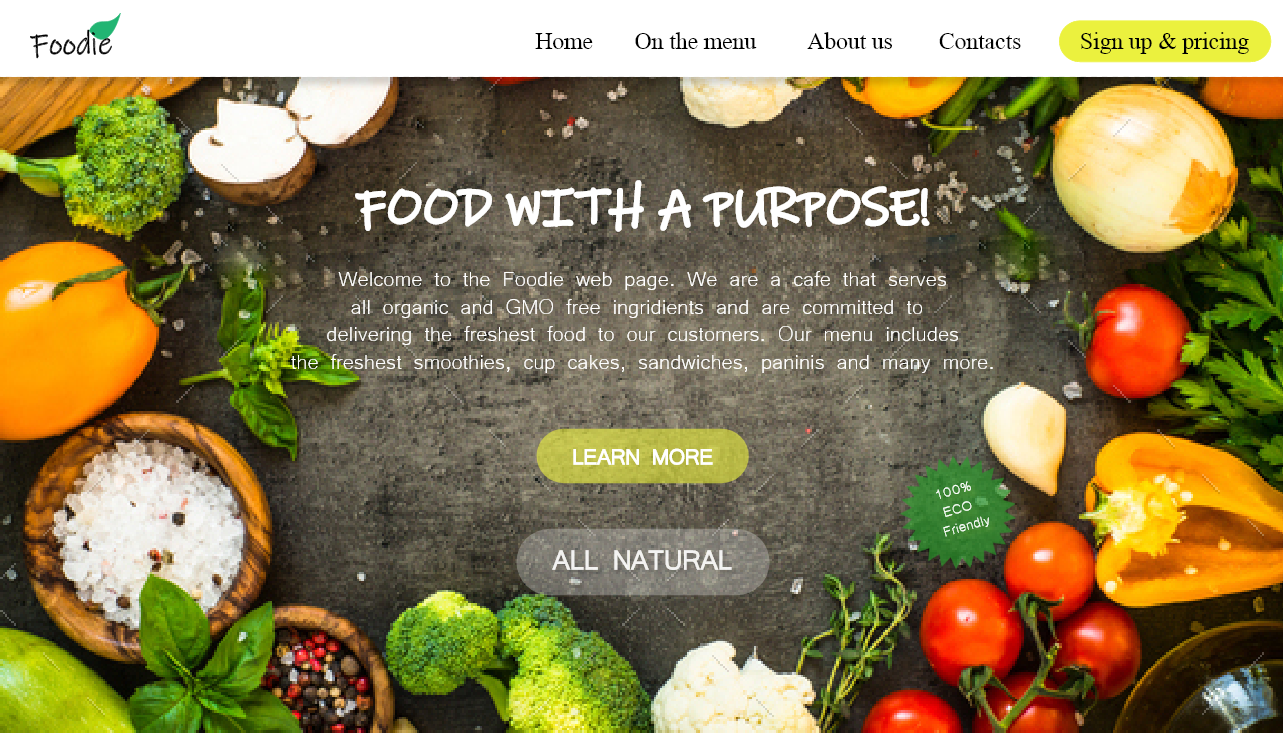 Foodie
Home On the menu About us Contacts Sign up & pricing
FOOD WITH A PURPOSE!
Welcome to the Foodie web page. We are a cafe that serves
all organic and GMO free ingridients and are committed to
delivering the freshest food to our customers. Our menu includes
the freshest smoothies, cup cakes, sandwiches, paninis and many more.
LEARN MORE
100%
ECO
Friendly
ALL NATURAL